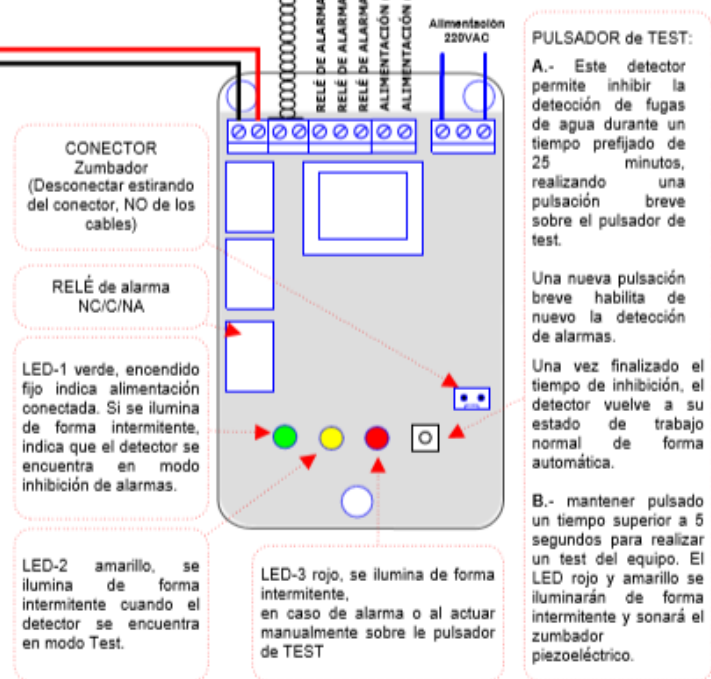 RELÉ DE ALARMA
RELÉ DE ALARMA
RELÉ DE ALARMA
ALIMENTACIÓN
ALIMENTACIÓN
Alimentación
220VAC
CONECTOR
Zumbador
(Desconectar estirando
del conector, NO de los
cables)
RELÉ de alarma
NC/C/NA
LED-1 verde, encendido
fijo indica alimentación
conectada. Si se ilumina
de forma intermitente,
indica que el detector se
encuentra en modo
inhibición de alarmas.
LED-2 amarillo, se
ilumina de forma
intermitente cuando el
detector se encuentra
en modo Test.
LED-3 rojo, se ilumina de forma
intermitente,
en caso de alarma o al actuar
manualmente sobre le pulsador
de TEST
PULSADOR de TEST:
A.- Este detector
permite inhibir la
detección de fugas
de agua durante un
tiempo prefijado de
25 minutos,
realizando una
pulsación breve
sobre el pulsador de
test.
Una nueva pulsación
breve habilita de
nuevo la detección
de alarmas.
Una vez finalizado el
tiempo de inhibición, el
detector vuelve a su
estado de trabajo
normal de forma
automática.
B.- mantener pulsado
un tiempo superior a 5
segundos para realizar
un test del equipo. El
LED rojo y amarillo se
iluminarán de forma
intermitente y sonará el
zumbador
piezoeléctrico.